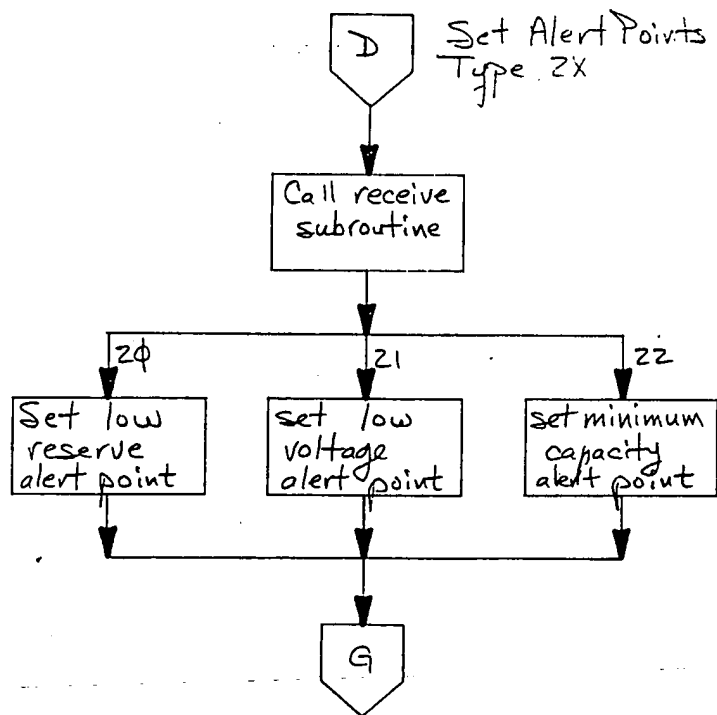 D
Set Alert Points
Type 2X
Call receive
subroutine
20
21
22
Set low
reserve
alert point
set low
voltage
alert point
set minimum
capacity
alert point
G